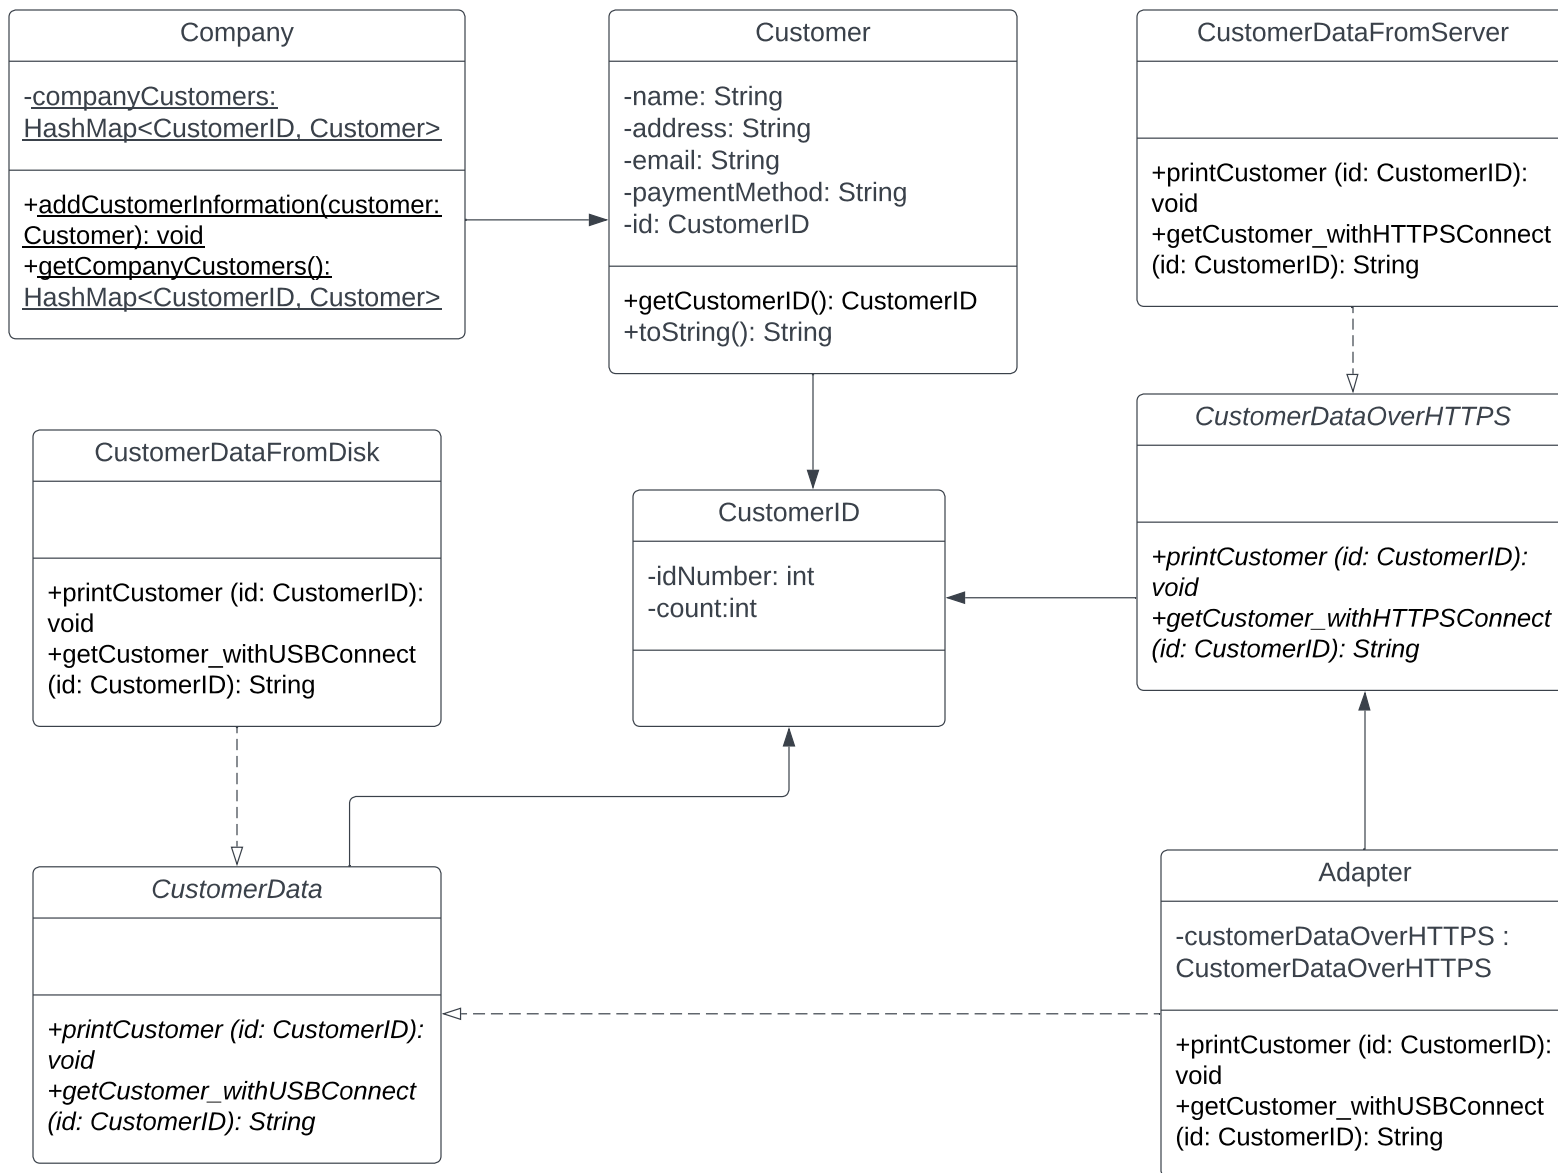 Company
-companyCustomers:
HashMap<CustomerID, Customer>
+addCustomerInformation(customer:
Customer): void
+getCompanyCustomers():
HashMap<CustomerID, Customer>
Customer
-name: String
-address: String
-email: String
-paymentMethod: String
-id: CustomerID
+getCustomerID(): CustomerID
+toString(): String
CustomerDataFromServer
+printCustomer (id: CustomerID):
void
+getCustomer_withHTTPSConnect
(id: CustomerID): String
CustomerDataFromDisk
+printCustomer (id: CustomerID):
void
+getCustomer_withUSBConnect
(id: CustomerID): String
CustomerID
-idNumber: int
-count:int
CustomerDataOverHTTPS
+printCustomer (id: CustomerID):
void
+getCustomer_withHTTPSConnect
(id: CustomerID): String
CustomerData
+printCustomer (id: CustomerID):
void
+getCustomer_withUSBConnect
(id: CustomerID): String
Adapter
-customerDataOverHTTPS :
CustomerDataOverHTTPS
+printCustomer (id: CustomerID):
void
+getCustomer_withUSBConnect
(id: CustomerID): String